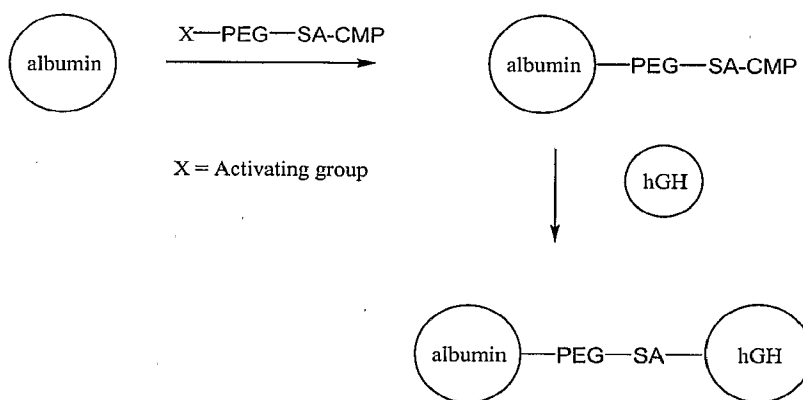 X—PEG—SA-CMP
albumin
albumin—PEG—SA-CMP
X = Activating group
hGH
albumin—PEG—SA—hGH